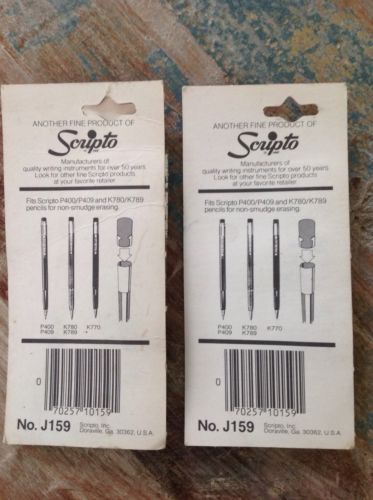 ANOTHER FINE PRODUCT OF
Scripto
Manufacturers of
quality writing instruments for over 50 years
Look for other fine Scripto products
at your favorite retailer.
Fits Scripto P400/P409 and K780/K789
pencils for non-smudge erasing.
P400 K780 K770
P409 K789
0
70257 10159
No. J159
Scripto, Inc.
Doraville, Ga. 30362, U.S.A.
ANOTHER FINE PRODUCT OF
Scripto
Manufacturers of
quality writing instruments for over 50 years
Look for other fine Scripto products
at your favorite retailer.
Fits Scripto P400/P409 and K780/K789
pencils for non-smudge erasing.
P400 K780 K770
P409 K789
0
70257 10159
No. J159
Scripto, Inc.
Doraville, Ga. 30362, U.S.A.